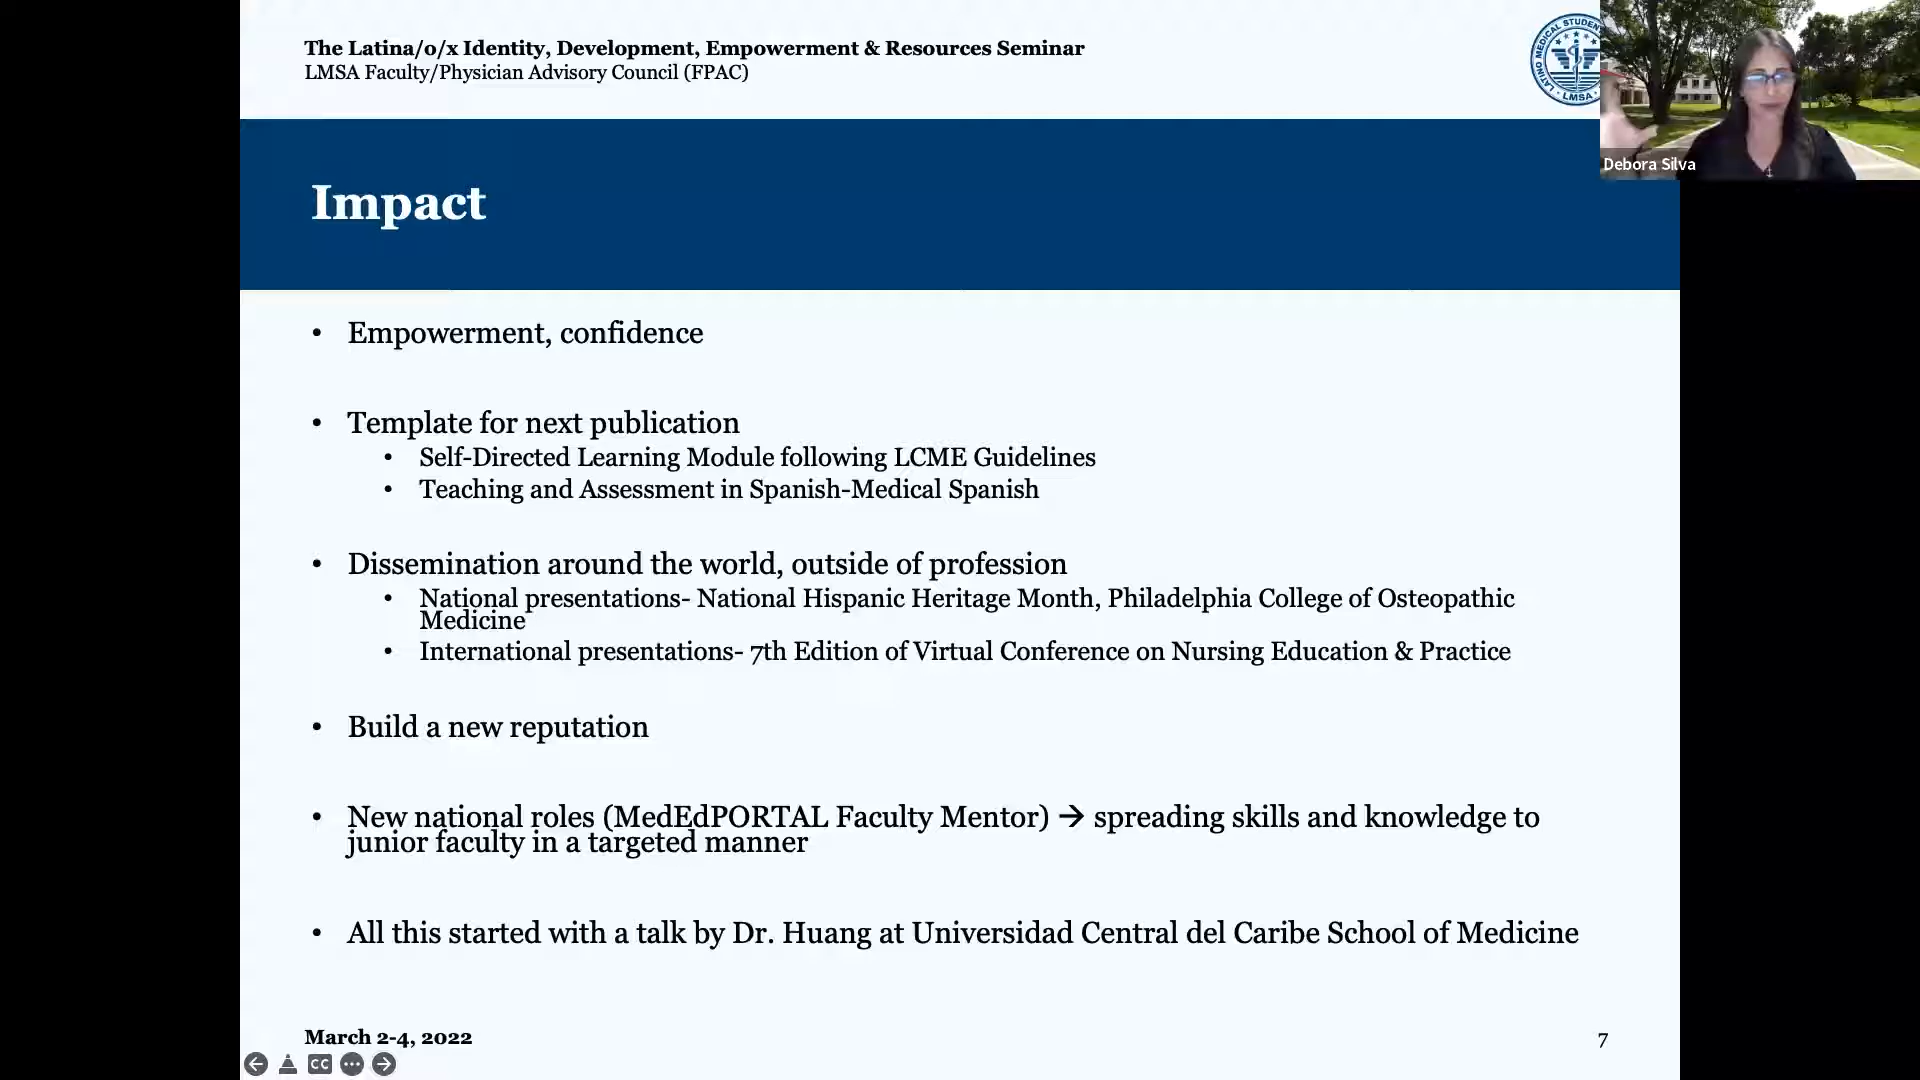 The Latina/o/x Identity, Development, Empowerment & Resources Seminar
LMSA Faculty/Physician Advisory Council (FPAC)
LATINO MEDICAL STUDENT
LMSA
Debora Silva
Impact
• Empowerment, confidence
• Template for next publication
• Self-Directed Learning Module following LCME Guidelines
• Teaching and Assessment in Spanish-Medical Spanish
• Dissemination around the world, outside of profession
• National presentations- National Hispanic Heritage Month, Philadelphia College of Osteopathic
Medicine
• International presentations- 7th Edition of Virtual Conference on Nursing Education & Practice
• Build a new reputation
• New national roles (MedEdPORTAL Faculty Mentor) → spreading skills and knowledge to
junior faculty in a targeted manner
• All this started with a talk by Dr. Huang at Universidad Central del Caribe School of Medicine
March 2-4, 2022
7
CC